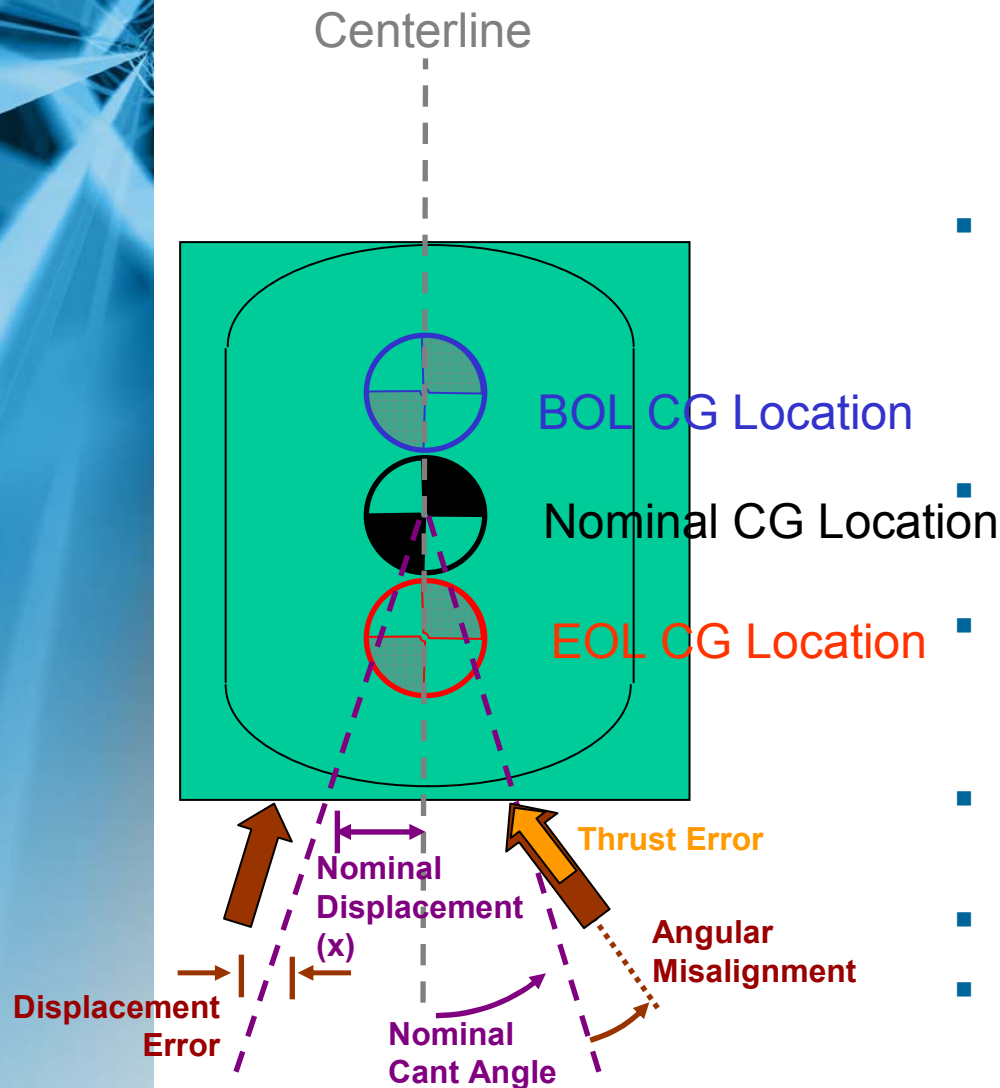 Centerline
BOL CG Location
Nominal CG Location
EOL CG Location
Thrust Error
Nominal
Displacement
(x)
Angular
Misalignment
Displacement
Error
Nominal
Cant Angle